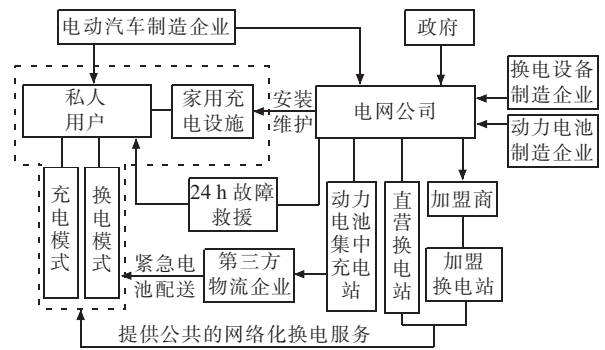 电动汽车制造企业
政府
换电设备
制造企业
私人
用户
家用充
电设施
安装
维护
电网公司
动力电池
制造企业
24 h 故障
救援
充
电
模
式
换
电
模
式
动力
电池
集中
充电
站
直
营
换
电
站
加盟商
紧急电
池配送
第三方
物流企业
加盟
换电站
提供公共的网络化换电服务